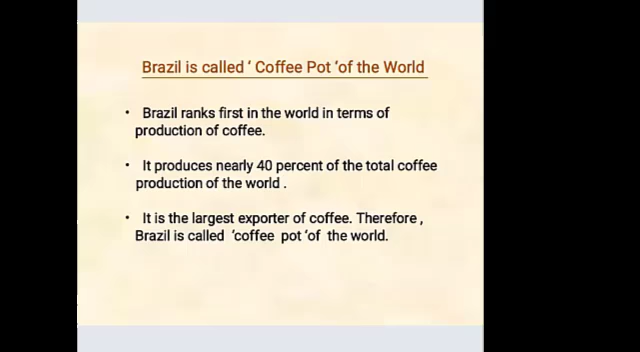 Brazil is called ‘ Coffee Pot ‘of the World
• Brazil ranks first in the world in terms of
production of coffee.
• It produces nearly 40 percent of the total coffee
production of the world .
• It is the largest exporter of coffee. Therefore ,
Brazil is called ‘coffee pot ‘of the world.